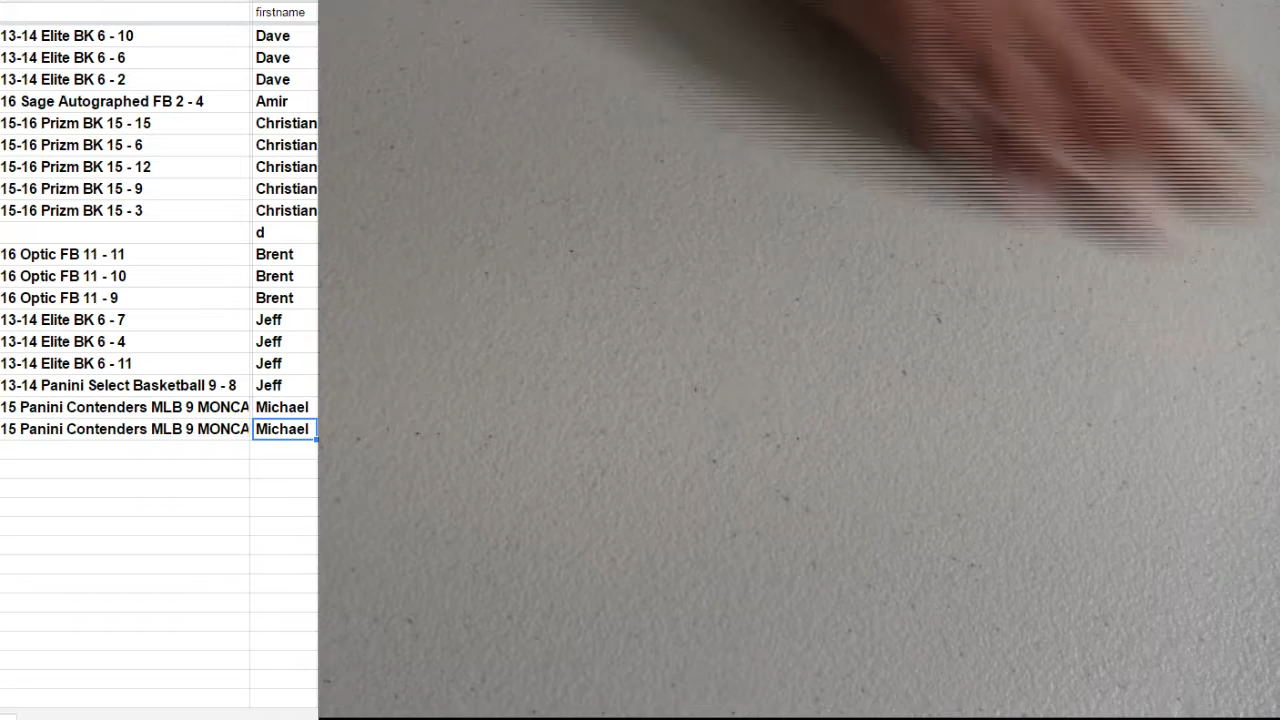 firstname
13-14 Elite BK 6 - 10 Dave
13-14 Elite BK 6 - 6 Dave
13-14 Elite BK 6 - 2 Dave
16 Sage Autographed FB 2 - 4 Amir
15-16 Prizm BK 15 - 15 Christian
15-16 Prizm BK 15 - 6 Christian
15-16 Prizm BK 15 - 12 Christian
15-16 Prizm BK 15 - 9 Christian
15-16 Prizm BK 15 - 3 Christian
d
16 Optic FB 11 - 11 Brent
16 Optic FB 11 - 10 Brent
16 Optic FB 11 - 9 Brent
13-14 Elite BK 6 - 7 Jeff
13-14 Elite BK 6 - 4 Jeff
13-14 Elite BK 6 - 11 Jeff
13-14 Panini Select Basketball 9 - 8 Jeff
15 Panini Contenders MLB 9 MONCA Michael
15 Panini Contenders MLB 9 MONCA Michael